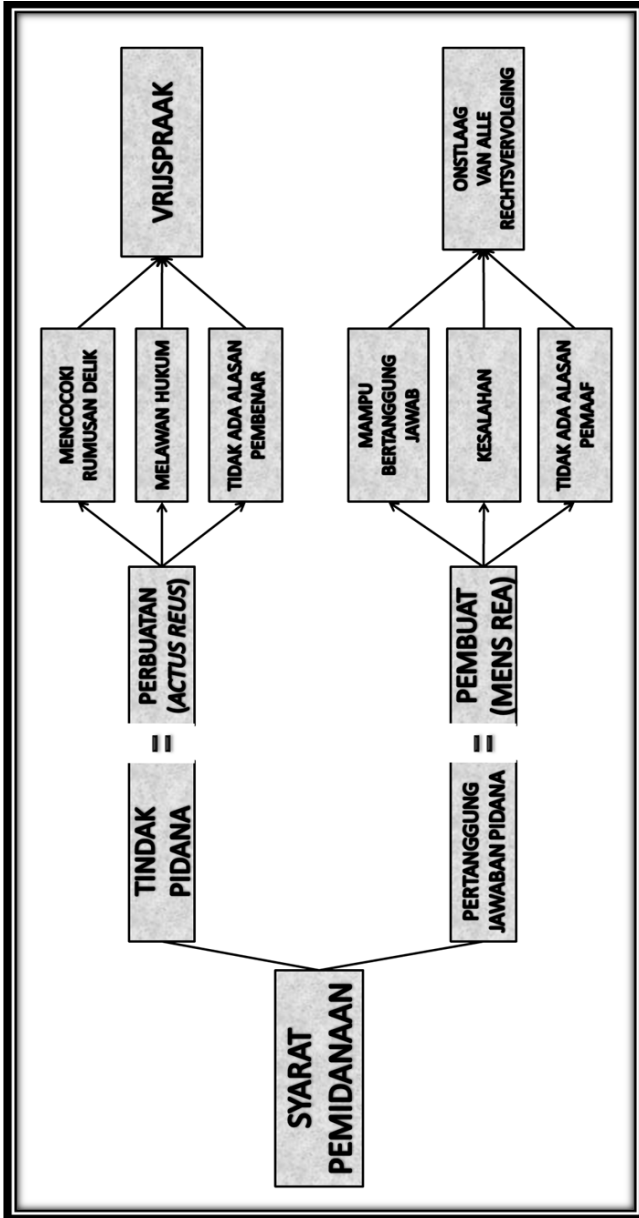 SYARAT
PEMIDANAAN
TINDAK
PIDANA
=
PERBUATAN
(ACTUS REUS)
MENCOCOKI
RUMUSAN DELIK
MELAWAN HUKUM
TIDAK ADA ALASAN
PEMBENAR
VRIJSPRAAK
PERTANGGUNG
JAWABAN PIDANA
=
PEMBUAT
(MENS REA)
MAMPU
BERTANGGUNG
JAWAB
KESALAHAN
TIDAK ADA ALASAN
PEMAAF
ONSTLAAG
VAN ALLE
RECHTSVERVOLGING